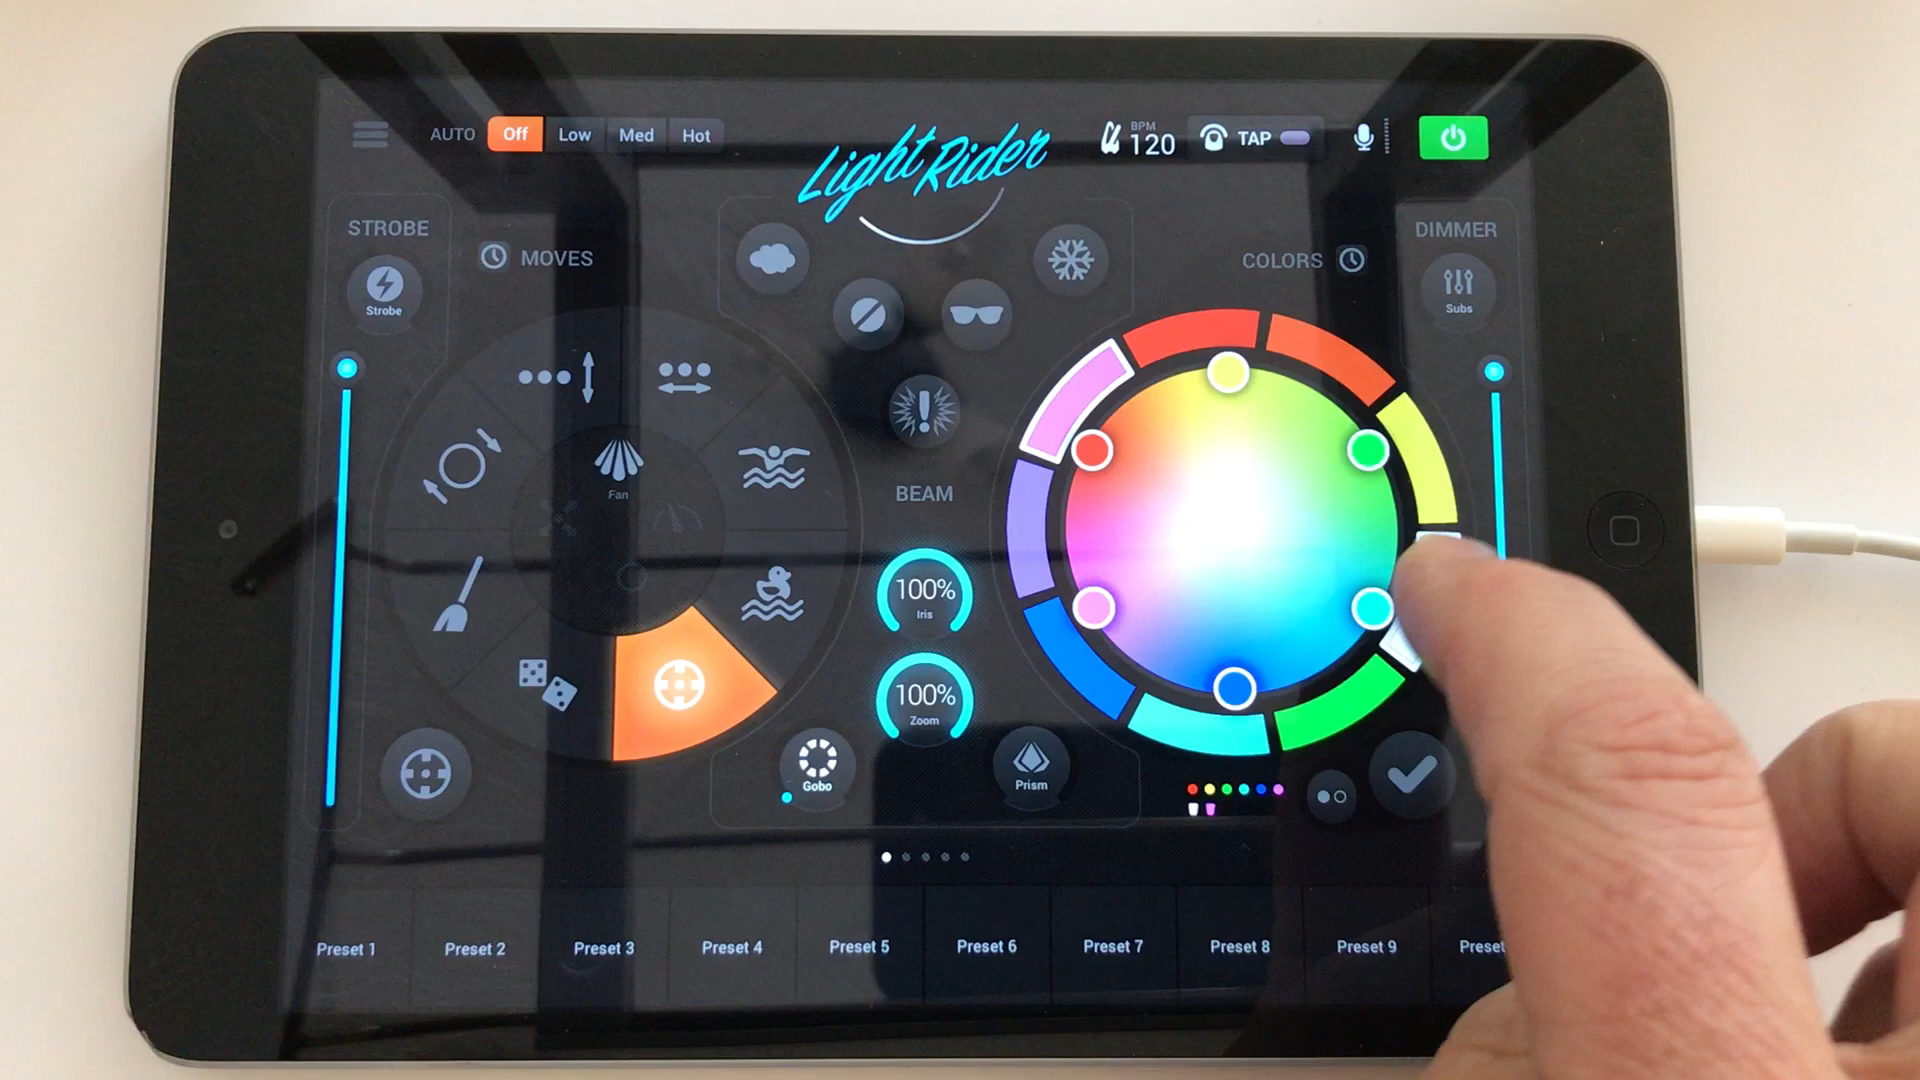 AUTO Off Low Med Hot
Light Rider
BPM
120
TAP
STROBE
Strobe
MOVES
COLORS
DIMMER
Subs
Fan
BEAM
100%
Iris
100%
Zoom
Gobo
Prism
Preset 1 Preset 2 Preset 3 Preset 4 Preset 5 Preset 6 Preset 7 Preset 8 Preset 9 Preset